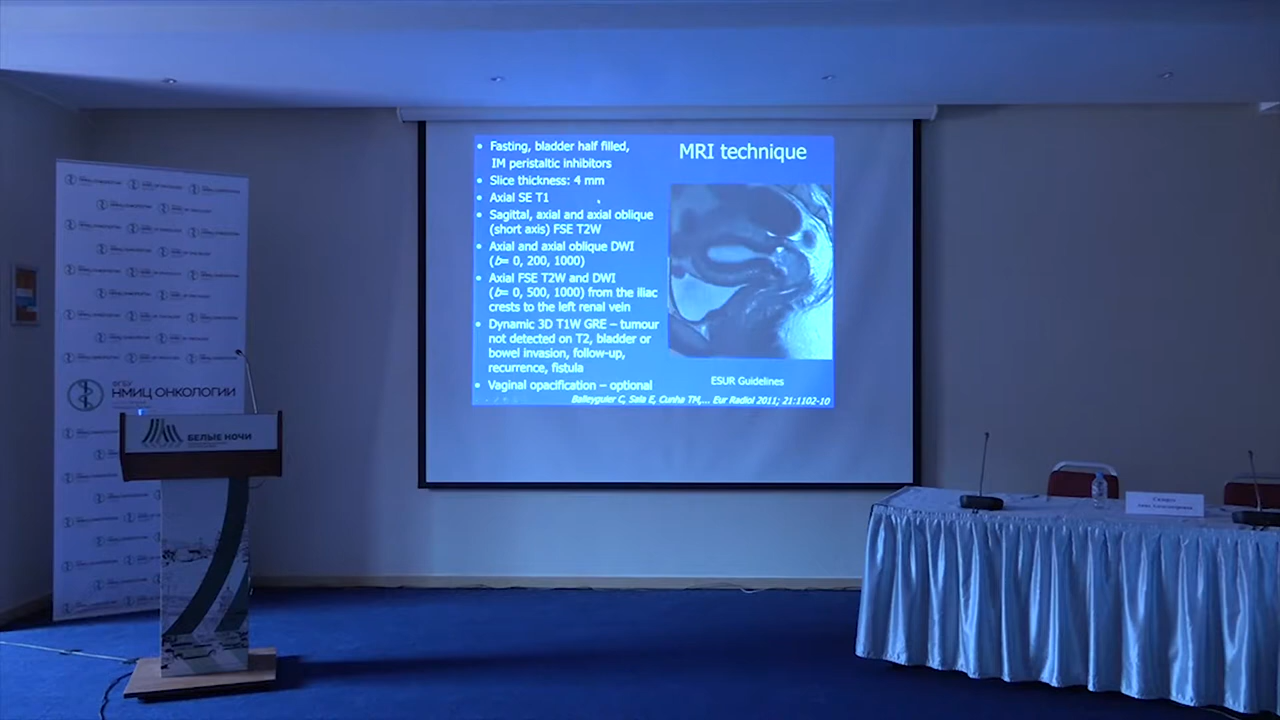 • Fasting, bladder half filled,
IM peristaltic inhibitors
• Slice thickness: 4 mm
• Axial SE T1
• Sagittal, axial and axial oblique
(short axis) FSE T2W
• Axial and axial oblique DWI
(b= 0, 200, 1000)
• Axial FSE T2W and DWI
(b= 0, 500, 1000) from the iliac
crests to the left renal vein
• Dynamic 3D T1W GRE – tumour
not detected on T2, bladder or
bowel invasion, follow-up,
recurrence, fistula
• Vaginal opacification – optional
MRI technique
ESUR Guidelines
Balleyguier C, Sala E, Cunha TM,... Eur Radiol 2011; 21:1102-10
ФГБУ
НМИЦ ОНКОЛОГИИ
БЕЛЫЕ НОЧИ